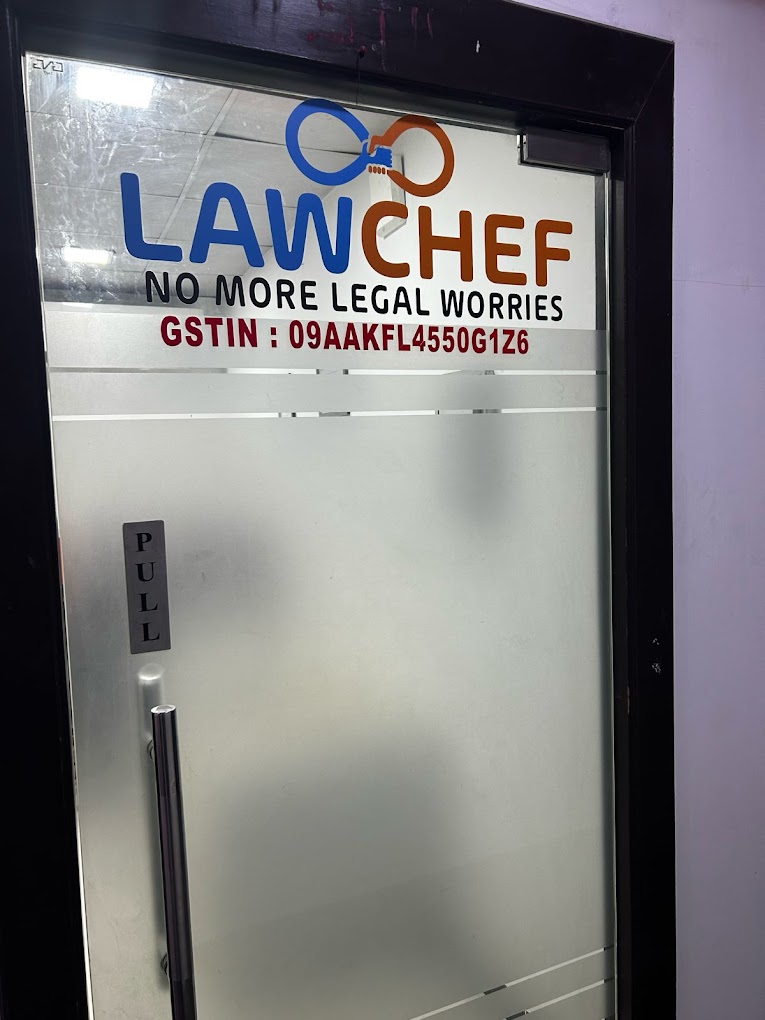 LAWCHEF
NO MORE LEGAL WORRIES
GSTIN : 09AAKFL4550G1Z6
PULL